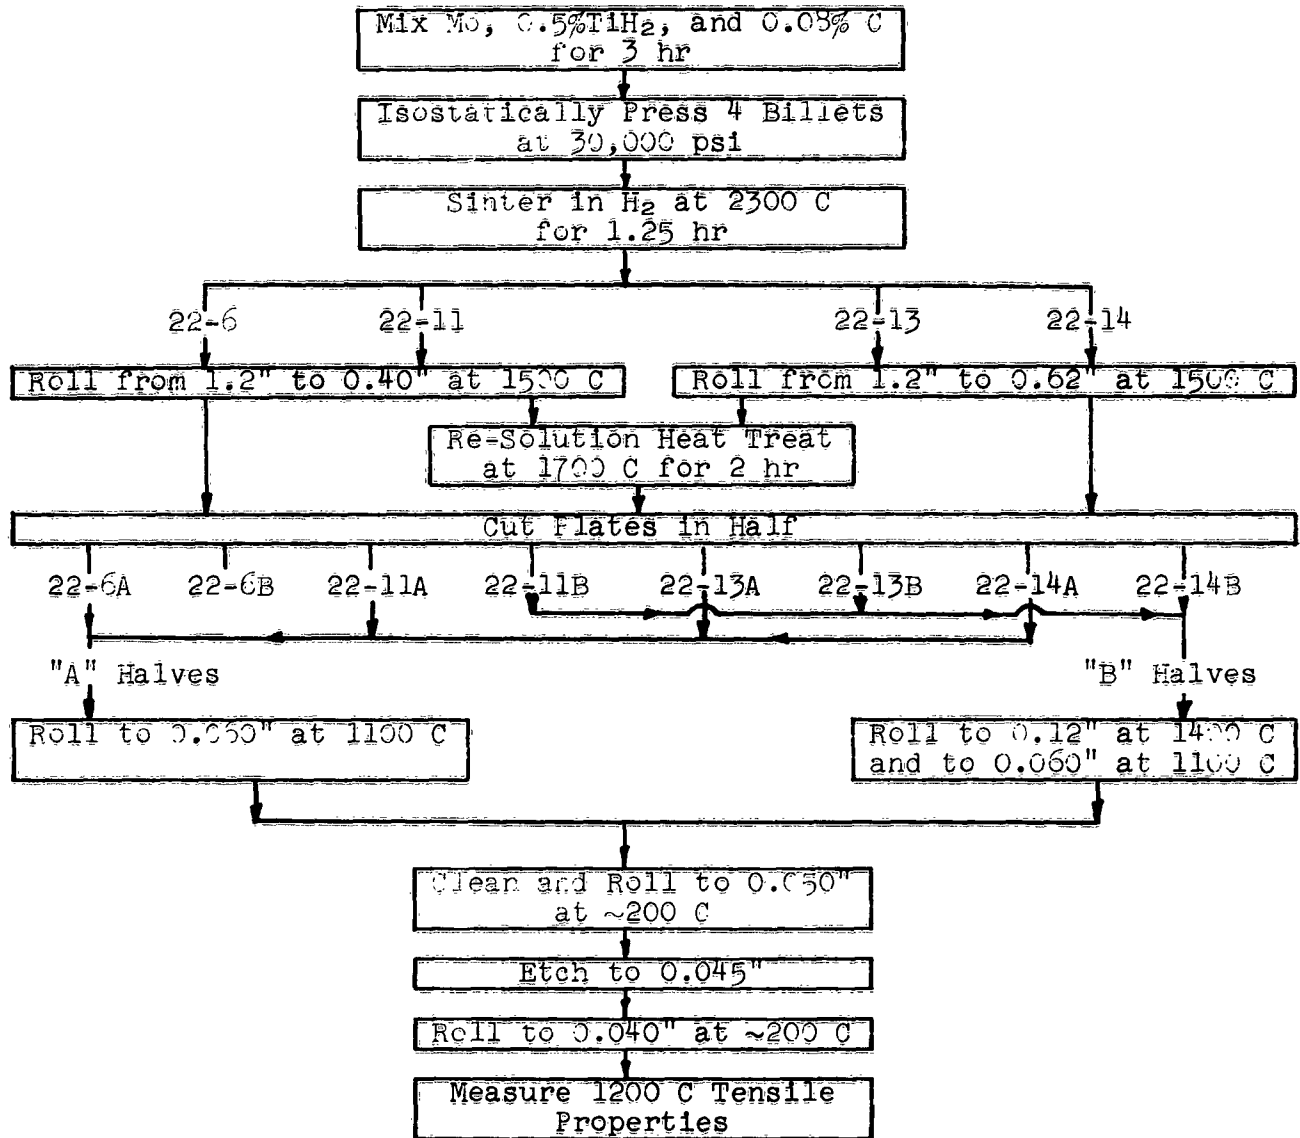 Mix Mo, 0.5%TiH2, and 0.08% C
for 3 hr
Isostatically Press 4 Billets
at 30,000 psi
Sinter in H2 at 2300 C
for 1.25 hr
22-6
22-11
22-13
22-14
Roll from 1.2" to 0.40" at 1500 C
Roll from 1.2" to 0.62" at 1500 C
Re-Solution Heat Treat
at 1700 C for 2 hr
Cut Plates in Half
22-6A
22-6B
22-11A
22-11B
22-13A
22-13B
22-14A
22-14B
"A" Halves
"B" Halves
Roll to 0.060" at 1100 C
Roll to 0.12" at 1400 C
and to 0.060" at 1100 C
Clean and Roll to 0.050"
at ~200 C
Etch to 0.045"
Roll to 0.040" at ~200 C
Measure 1200 C Tensile
Properties